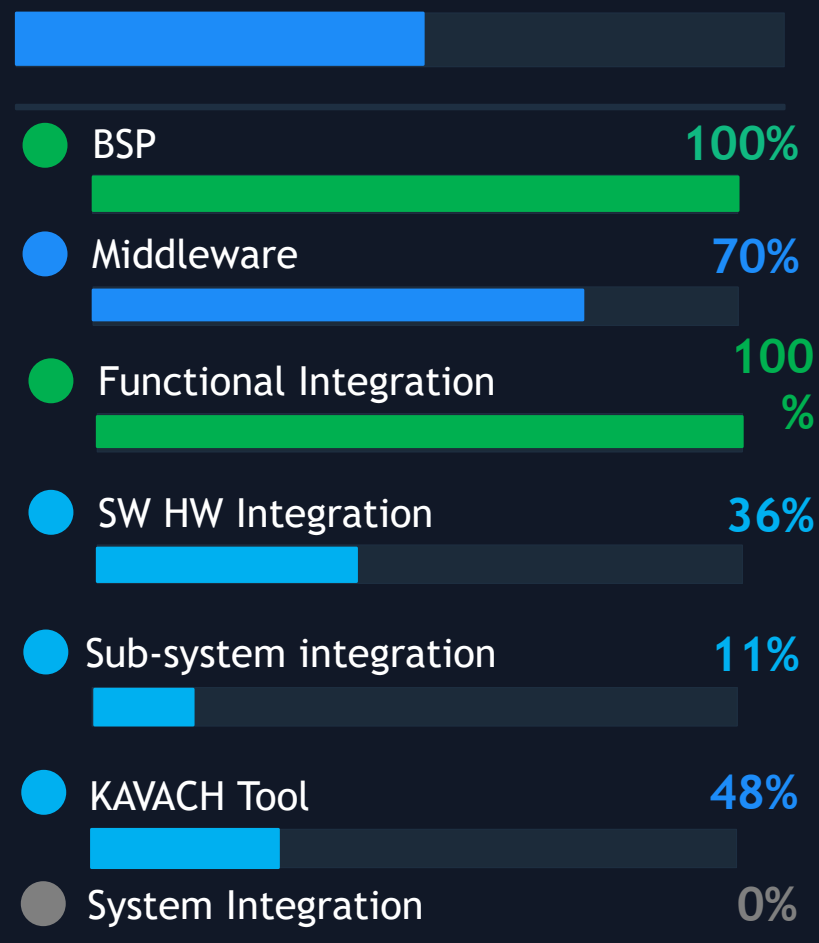 BSP 100%
Middleware 70%
Functional Integration 100
%
SW HW Integration 36%
Sub-system integration 11%
KAVACH Tool 48%
System Integration 0%